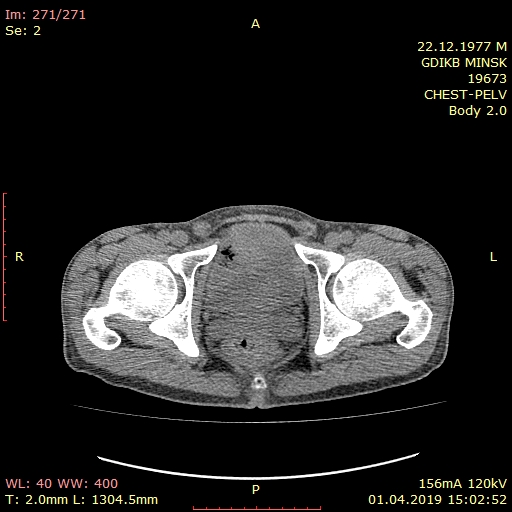 Im: 271/271
Se: 2
A
22.12.1977 M
GDIKB MINSK
19673
CHEST-PELV
Body 2.0
R
L
WL: 40 WW: 400
T: 2.0mm L: 1304.5mm
P
156mA 120kV
01.04.2019 15:02:52